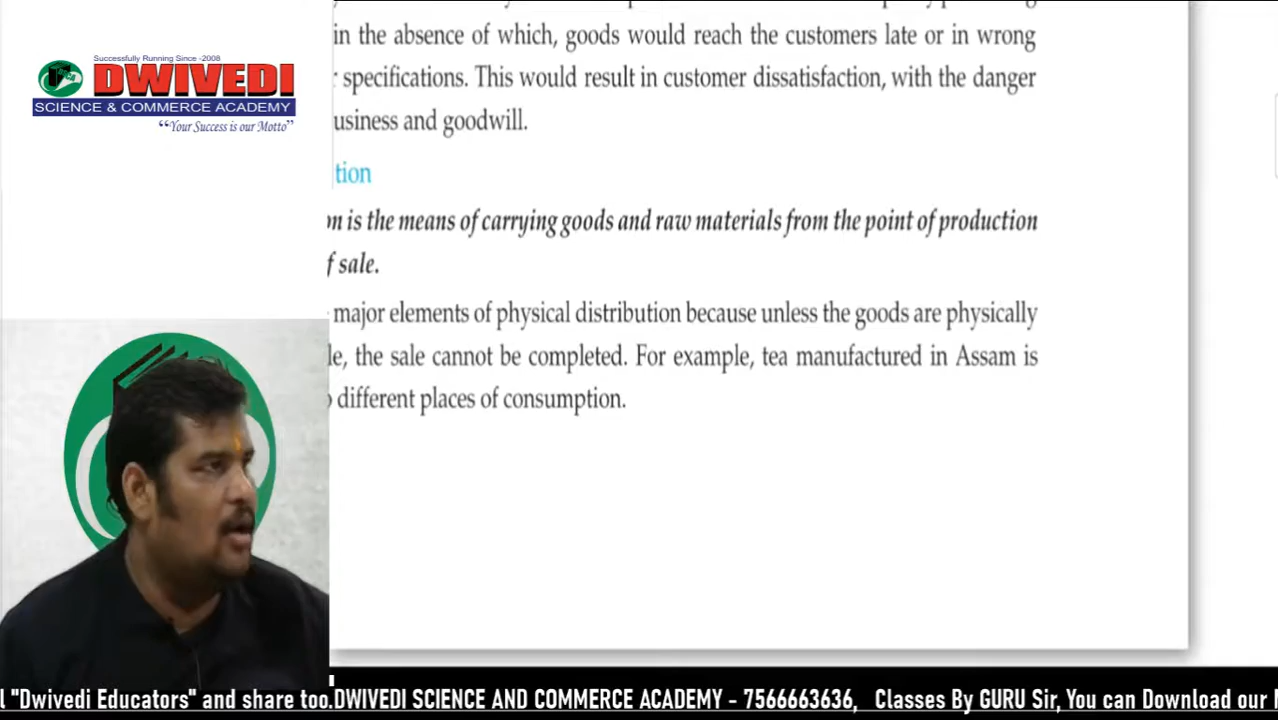 Successfully Running Since -2008
DWIVEDI
SCIENCE & COMMERCE ACADEMY
“Your Success is our Motto”
in the absence of which, goods would reach the customers late or in wrong
specifications. This would result in customer dissatisfaction, with the danger
usiness and goodwill.
tion
is the means of carrying goods and raw materials from the point of production
f sale.
major elements of physical distribution because unless the goods are physically
le, the sale cannot be completed. For example, tea manufactured in Assam is
different places of consumption.
l "Dwivedi Educators" and share too. DWIVEDI SCIENCE AND COMMERCE ACADEMY - 7566663636, Classes By GURU Sir, You can Download our